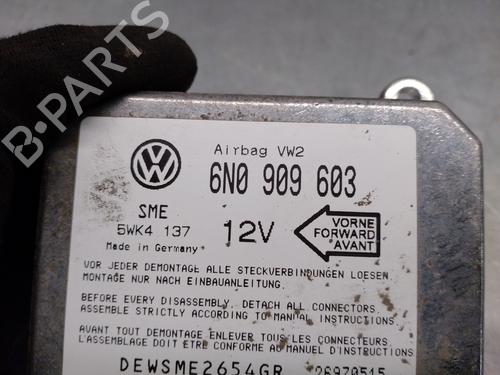 B-PARTS
Airbag VW2
6N0 909 603
SME
5WK4 137
Made in Germany
12V
VORNE
FORWARD
AVANT
VOR JEDER DEMONTAGE ALLE STECKVERBINDUNGEN LOESEN
MONTAGE NUR NACH EINBAUANLEITUNG
BEFORE EVERY DISASSEMBLY, DETACH ALL CONNECTORS
ASSEMBLE STRICTLY ACCORDING TO MANUAL INSTRUCTIONS
AVANT TOUT DEMONTAGE ENLEVER TOUS LES CONNECTEURS
L'ASSEMBLAGE DOIT ETRE CONFORME AU MANUEL D'INSTRUCTIONS
DEWSME2654GR 26970515